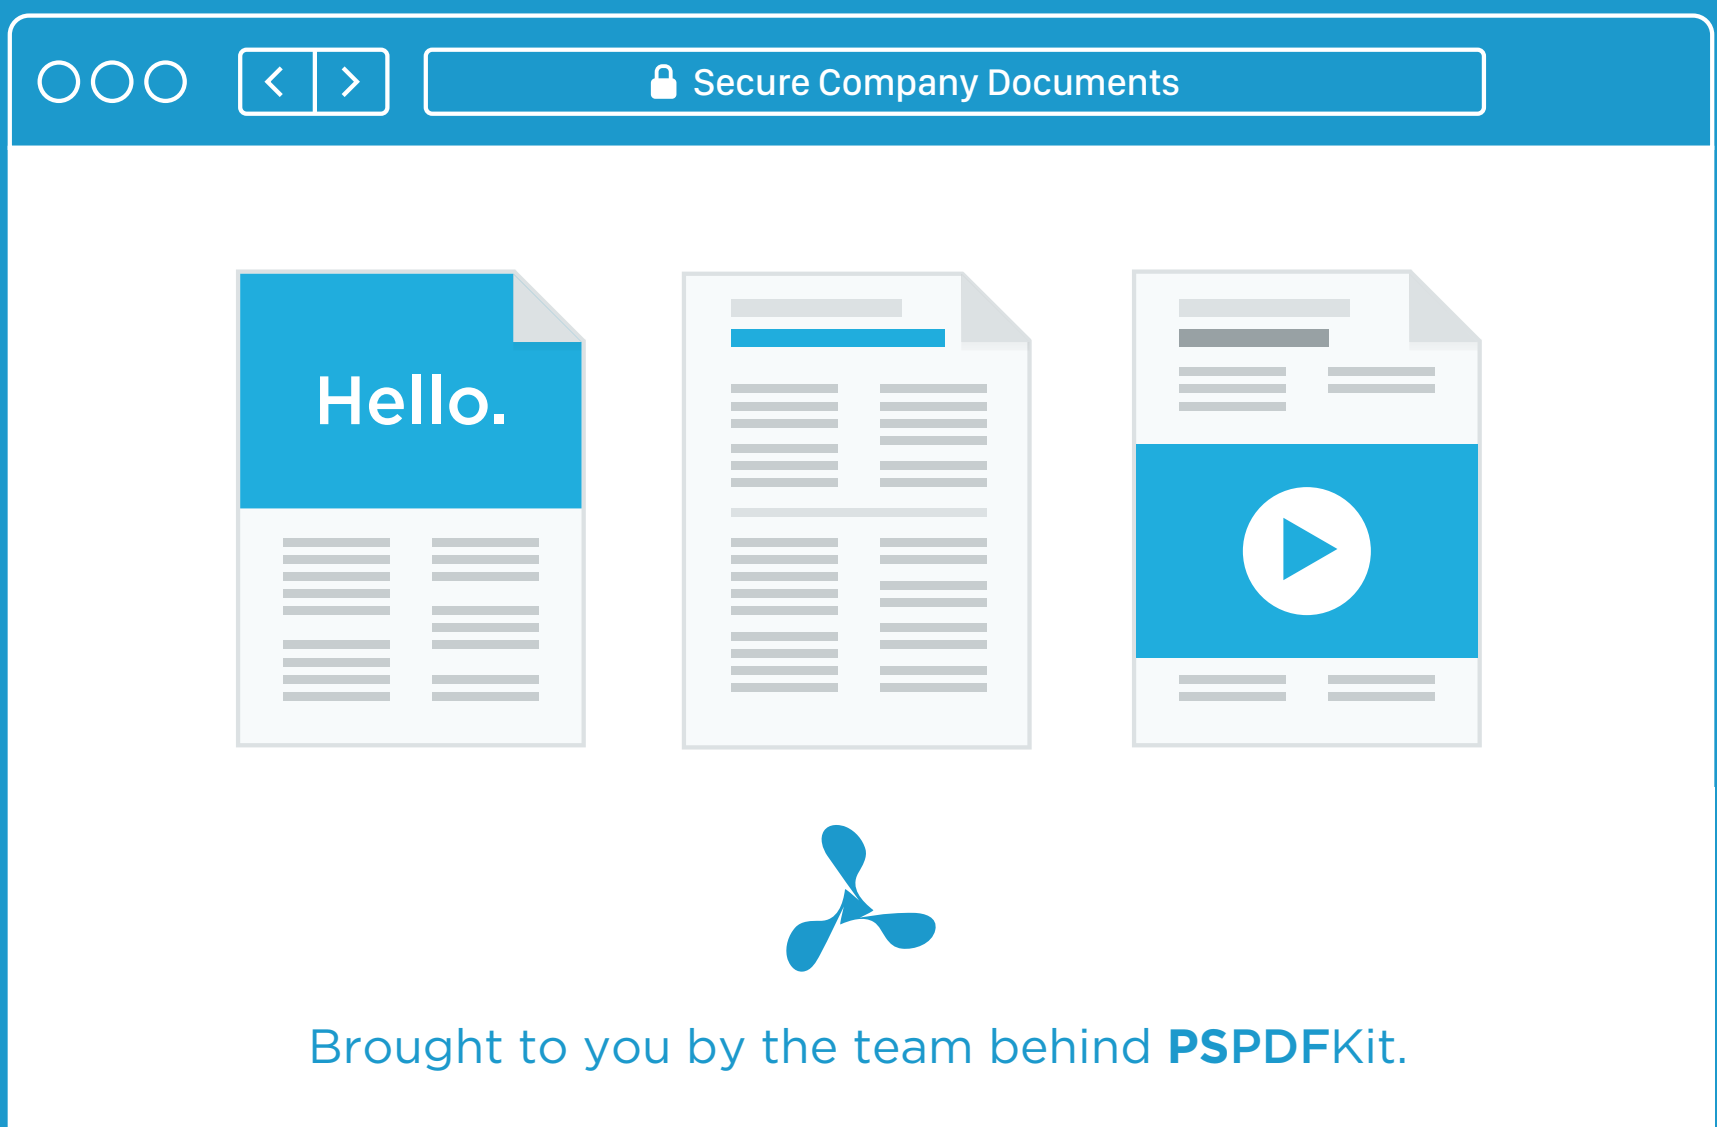 Secure Company Documents
Hello.
Brought to you by the team behind PSPDFKit.